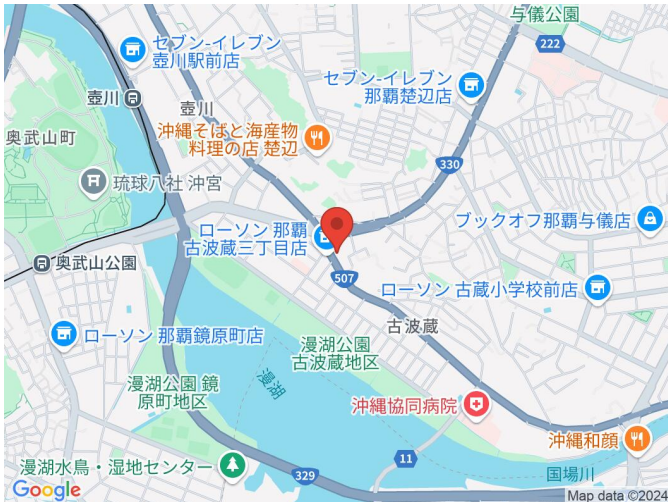 与儀公園
222
セブン-イレブン
壺川駅前店
セブン-イレブン
那覇楚辺店
壺川
壺川
沖縄そばと海産物
料理の店 楚辺
奥武山町
330
琉球八社 沖宮
ローソン 那覇
古波蔵三丁目店
ブックオフ那覇与儀店
奥武山公園
507
ローソン 古蔵小学校前店
古波蔵
ローソン 那覇鏡原町店
漫湖公園
古波蔵地区
漫湖公園 鏡
原町地区
漫湖
沖縄協同病院
沖縄和顔
漫湖水鳥・湿地センター
11
329
国場川
Google
Map data ©2024